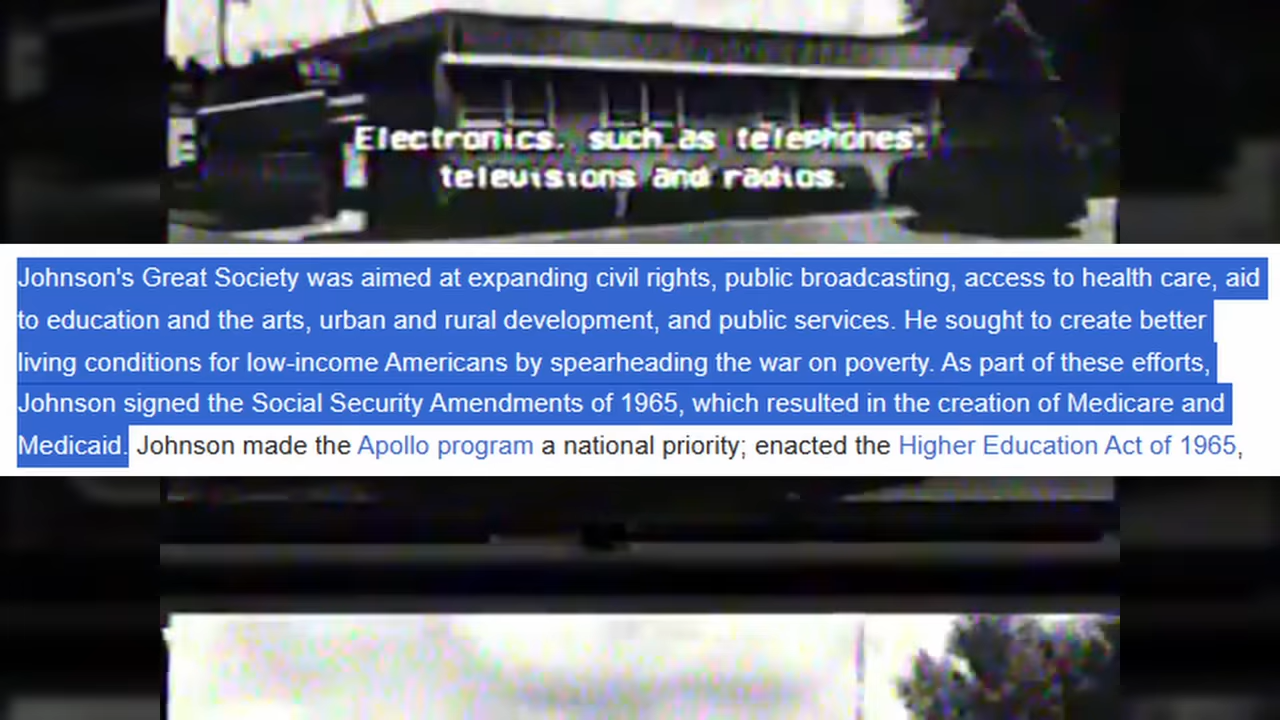 Electronics. such as telephones.
televisions and radios.
Johnson's Great Society was aimed at expanding civil rights, public broadcasting, access to health care, aid
to education and the arts, urban and rural development, and public services. He sought to create better
living conditions for low-income Americans by spearheading the war on poverty. As part of these efforts,
Johnson signed the Social Security Amendments of 1965, which resulted in the creation of Medicare and
Medicaid. Johnson made the Apollo program a national priority; enacted the Higher Education Act of 1965,